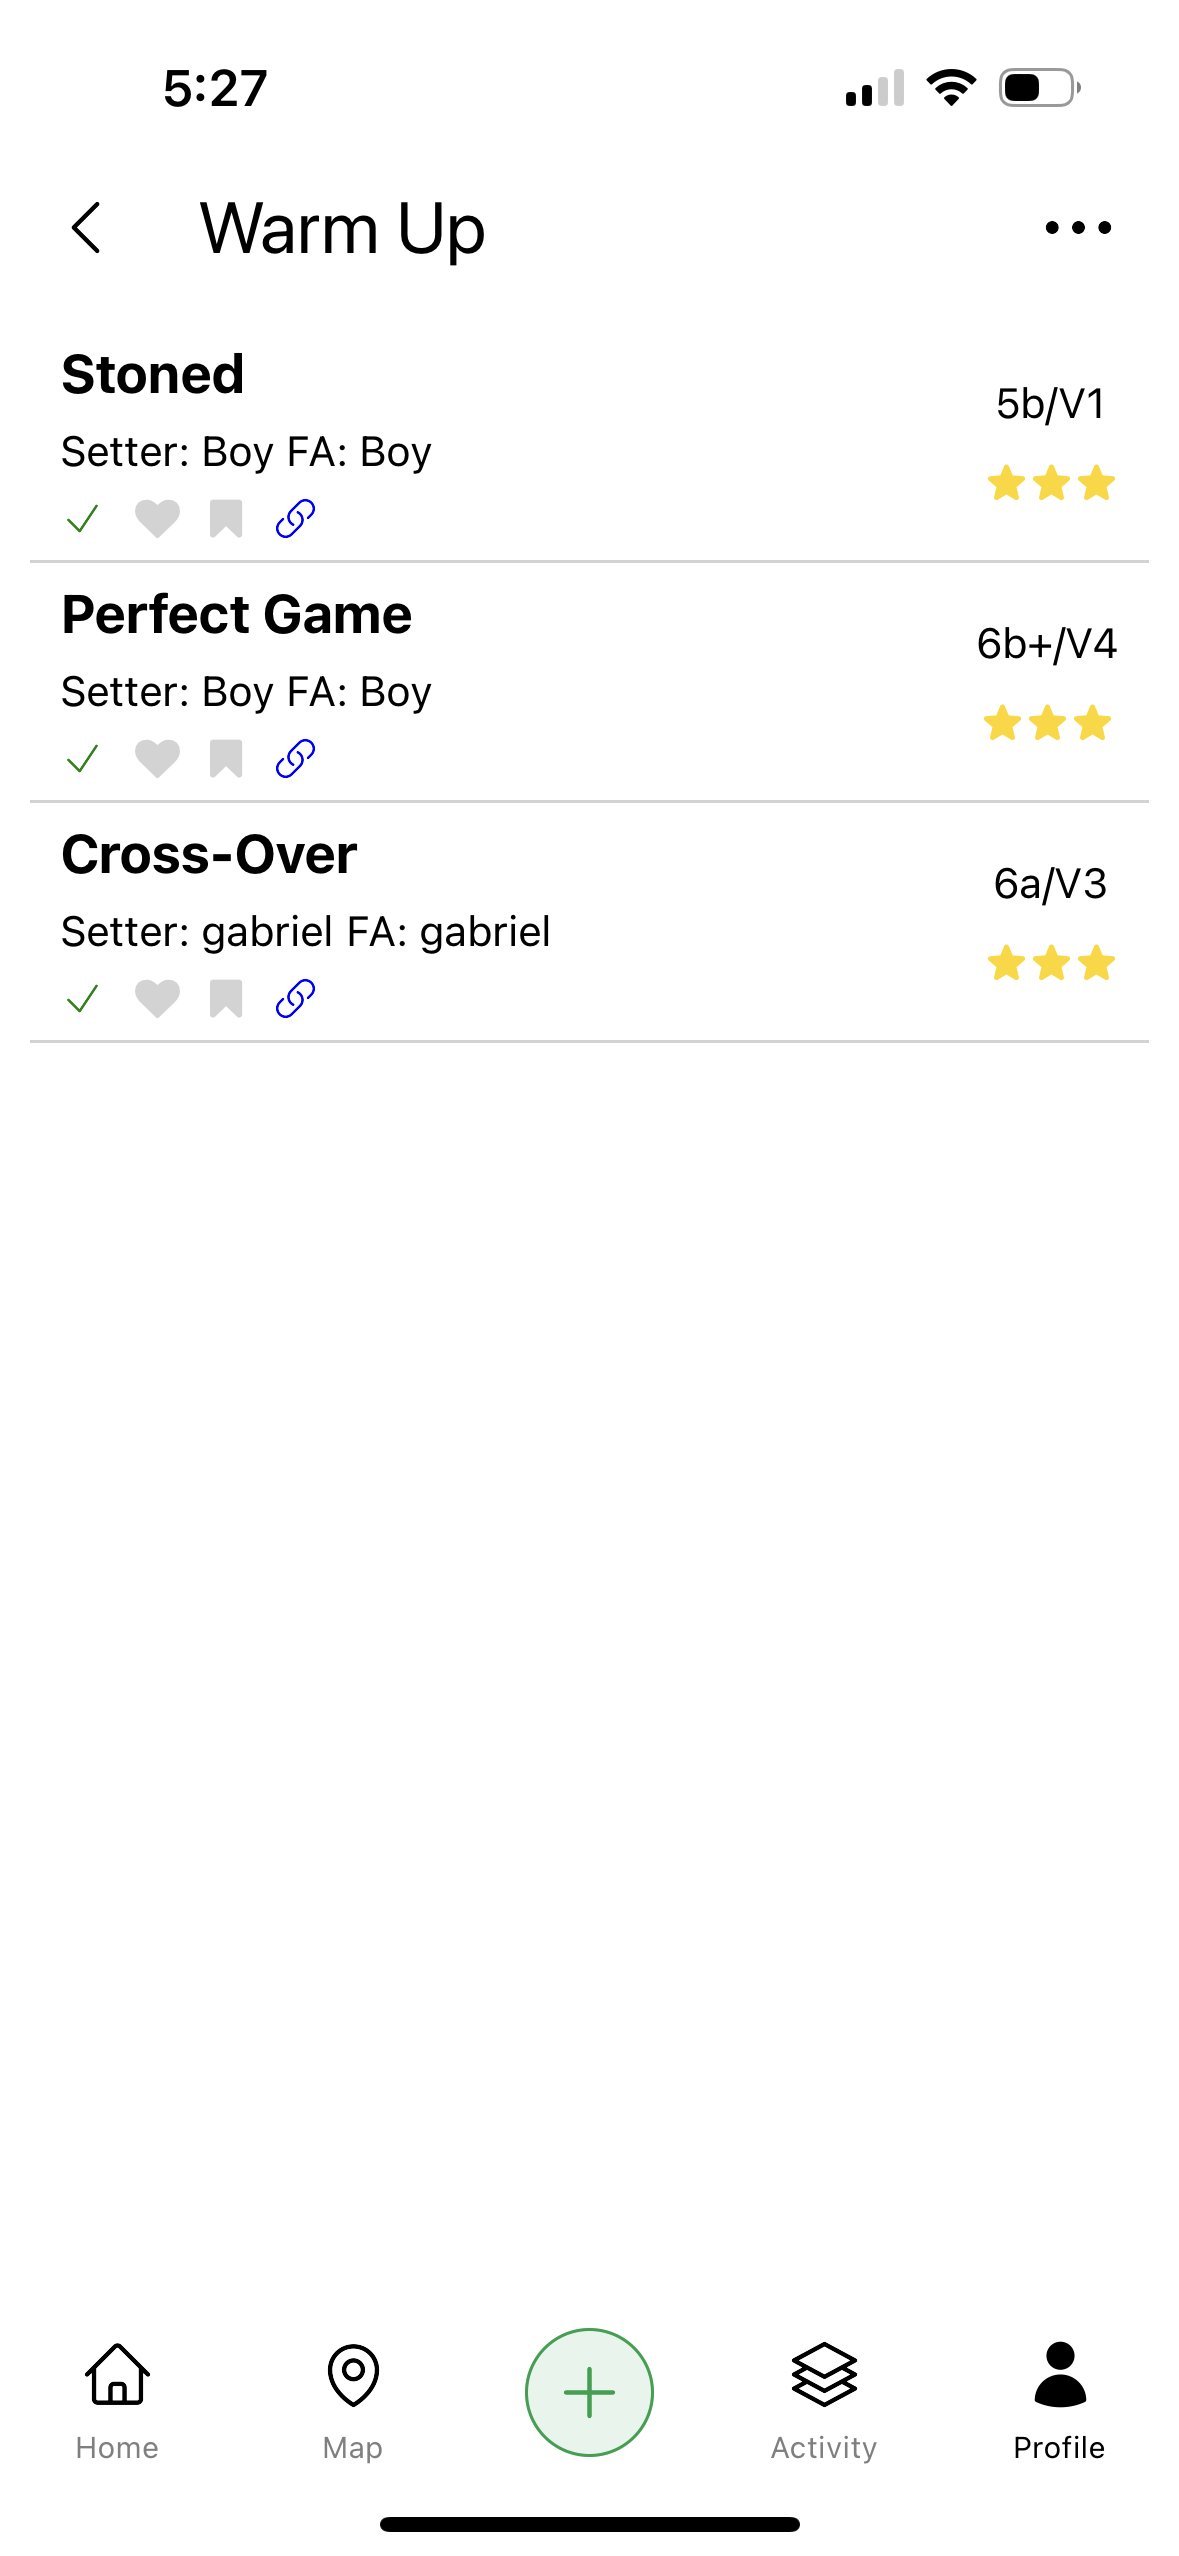 5:27
Warm Up
Stoned
5b/V1
Setter: Boy FA: Boy
Perfect Game
6b+/V4
Setter: Boy FA: Boy
Cross-Over
6a/V3
Setter: gabriel FA: gabriel
Home
Map
Activity
Profile